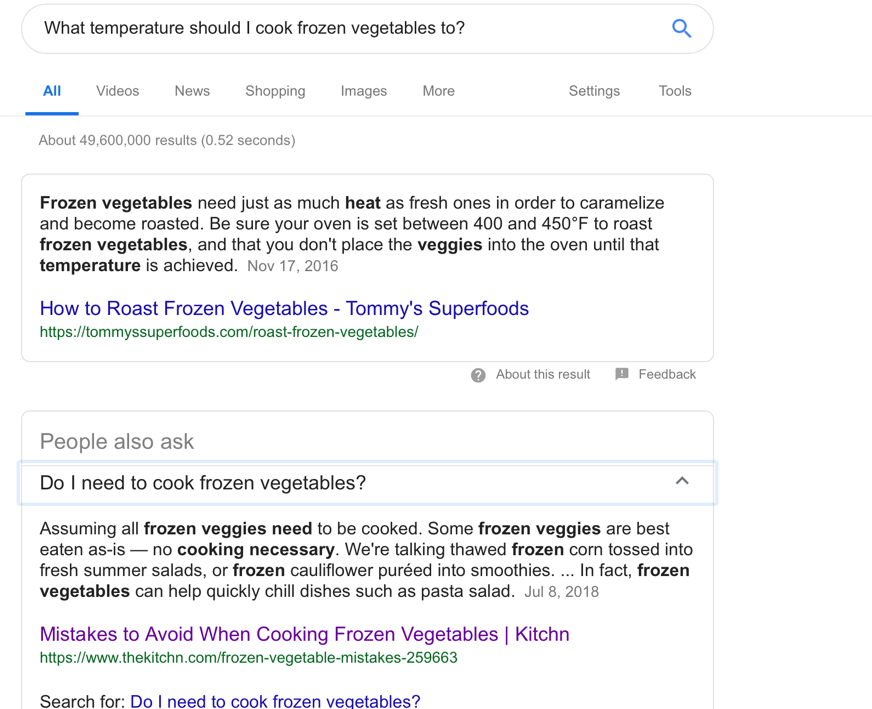 What temperature should I cook frozen vegetables to?
All Videos News Shopping Images More Settings Tools
About 49,600,000 results (0.52 seconds)
Frozen vegetables need just as much heat as fresh ones in order to caramelize
and become roasted. Be sure your oven is set between 400 and 450°F to roast
frozen vegetables, and that you don't place the veggies into the oven until that
temperature is achieved. Nov 17, 2016
How to Roast Frozen Vegetables - Tommy's Superfoods
https://tommyssuperfoods.com/roast-frozen-vegetables/
About this result Feedback
People also ask
Do I need to cook frozen vegetables?
Assuming all frozen veggies need to be cooked. Some frozen veggies are best
eaten as-is — no cooking necessary. We're talking thawed frozen corn tossed into
fresh summer salads, or frozen cauliflower puréed into smoothies. ... In fact, frozen
vegetables can help quickly chill dishes such as pasta salad. Jul 8, 2018
Mistakes to Avoid When Cooking Frozen Vegetables | Kitchn
https://www.thekitchn.com/frozen-vegetable-mistakes-259663
Search for: Do I need to cook frozen vegetables?